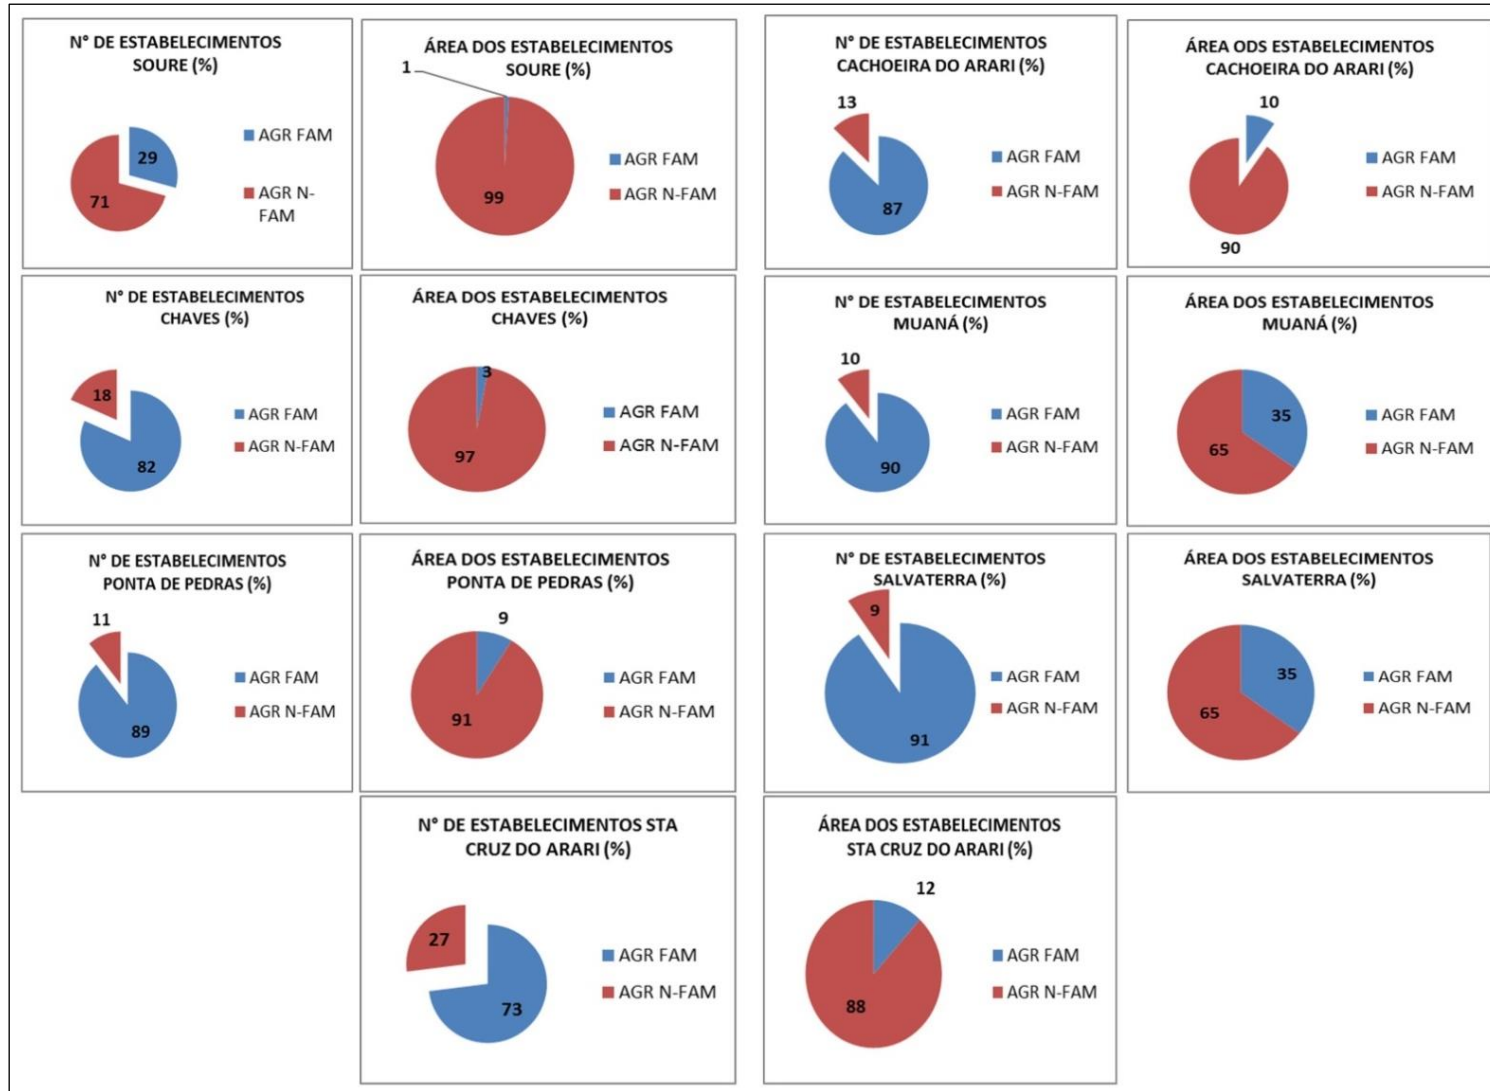 N° DE ESTABELECIMENTOS
SOURE (%)
29
71
AGR FAM
AGR N-
FAM
ÁREA DOS ESTABELECIMENTOS
SOURE (%)
1
99
AGR FAM
AGR N-FAM
N° DE ESTABELECIMENTOS
CACHOEIRA DO ARARI (%)
13
87
AGR FAM
AGR N-FAM
ÁREA ODS ESTABELECIMENTOS
CACHOEIRA DO ARARI (%)
10
90
AGR FAM
AGR N-FAM
N° DE ESTABELECIMENTOS
CHAVES (%)
18
82
AGR FAM
AGR N-FAM
ÁREA DOS ESTABELECIMENTOS
CHAVES (%)
3
97
AGR FAM
AGR N-FAM
N° DE ESTABELECIMENTOS
MUANÁ (%)
10
90
AGR FAM
AGR N-FAM
ÁREA DOS ESTABELECIMENTOS
MUANÁ (%)
35
65
AGR FAM
AGR N-FAM
N° DE ESTABELECIMENTOS
PONTA DE PEDRAS (%)
11
89
AGR FAM
AGR N-FAM
ÁREA DOS ESTABELECIMENTOS
PONTA DE PEDRAS (%)
9
91
AGR FAM
AGR N-FAM
N° DE ESTABELECIMENTOS
SALVATERRA (%)
9
91
AGR FAM
AGR N-FAM
ÁREA DOS ESTABELECIMENTOS
SALVATERRA (%)
35
65
AGR FAM
AGR N-FAM
N° DE ESTABELECIMENTOS STA
CRUZ DO ARARI (%)
27
73
AGR FAM
AGR N-FAM
ÁREA DOS ESTABELECIMENTOS
STA CRUZ DO ARARI (%)
12
88
AGR FAM
AGR N-FAM